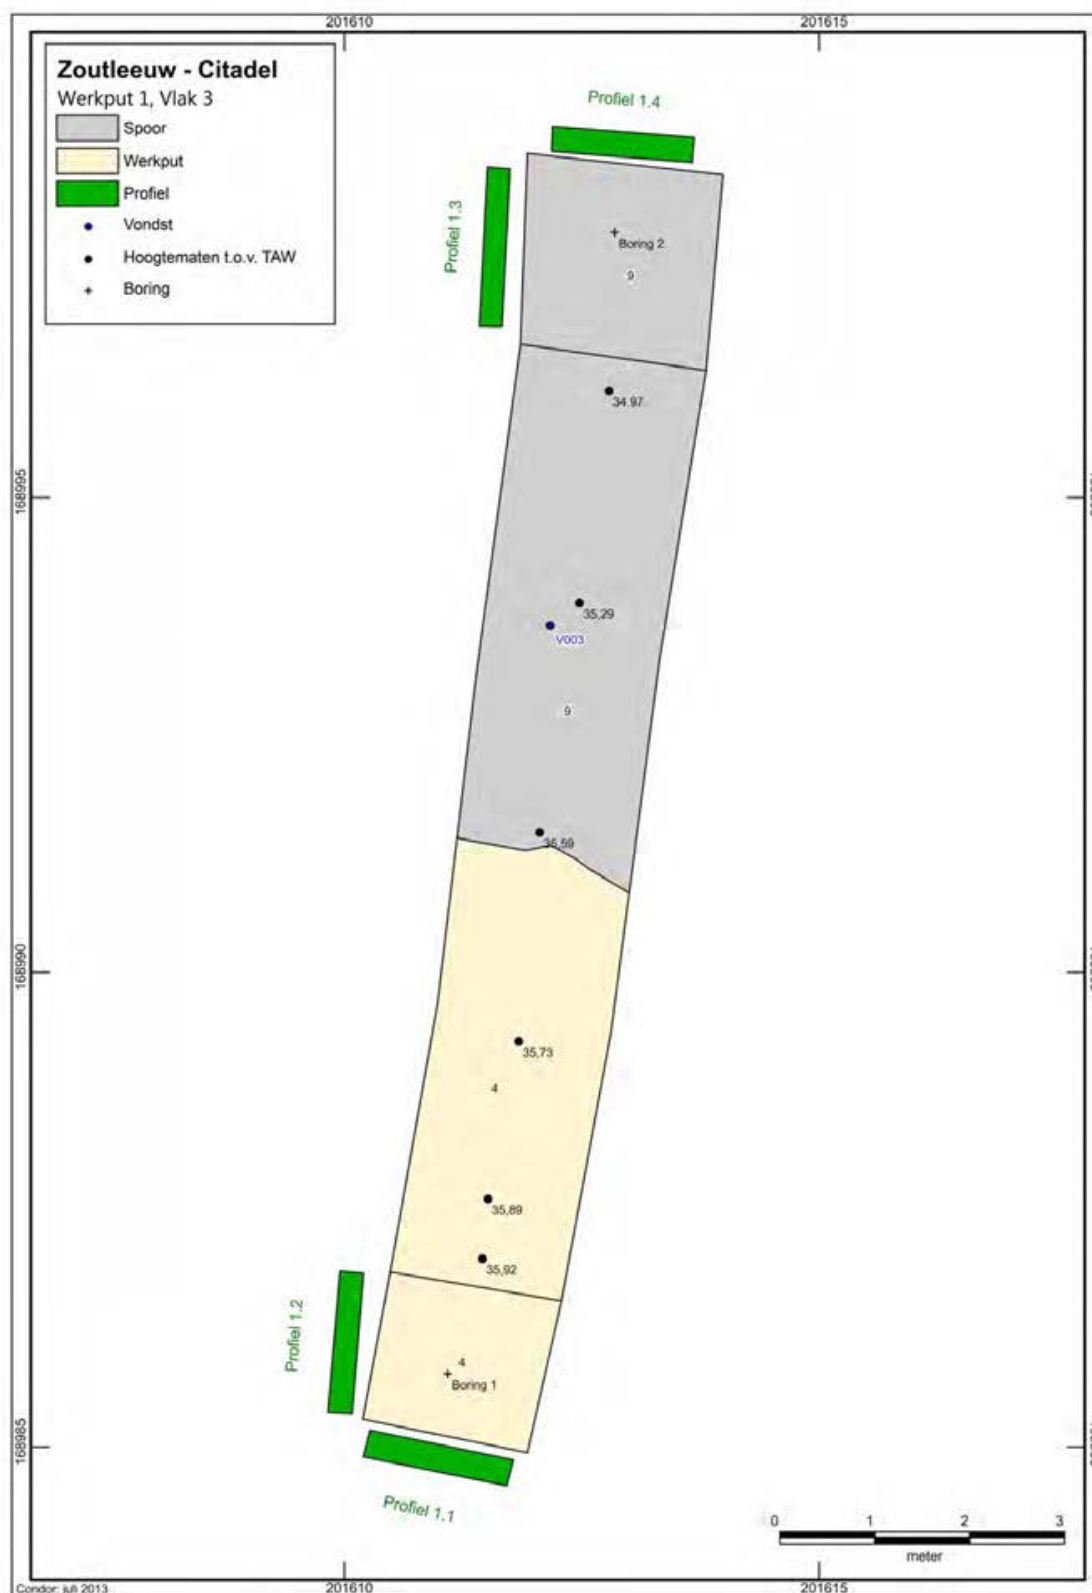 201610
201615
Zoutleeuw - Citadel
Werkput 1, Vlak 3
Spoor
Werkput
Profiel
Vondst
Hoogtematen t.o.v. TAW
Boring
Profiel 1.4
Profiel 1.3
Boring 2
9
34.97
168995
35,29
V003
9
35,59
168990
35,73
4
35,89
35,92
Profiel 1.2
4
Boring 1
168985
Profiel 1.1
0 1 2 3
meter
Condor: juli 2013
201610
201615